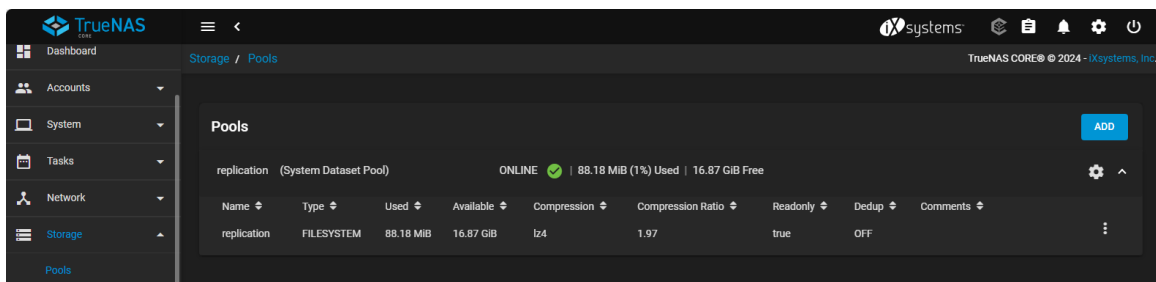 TrueNAS
CORE
iXsystems
Dashboard
Storage / Pools
TrueNAS CORE® © 2024 - iXsystems, Inc.
Accounts
System
Tasks
Network
Storage
Pools
Pools
ADD
replication (System Dataset Pool) ONLINE | 88.18 MiB (1%) Used | 16.87 GiB Free
Name Type Used Available Compression Compression Ratio Readonly Dedup Comments
replication FILESYSTEM 88.18 MiB 16.87 GiB lz4 1.97 true OFF